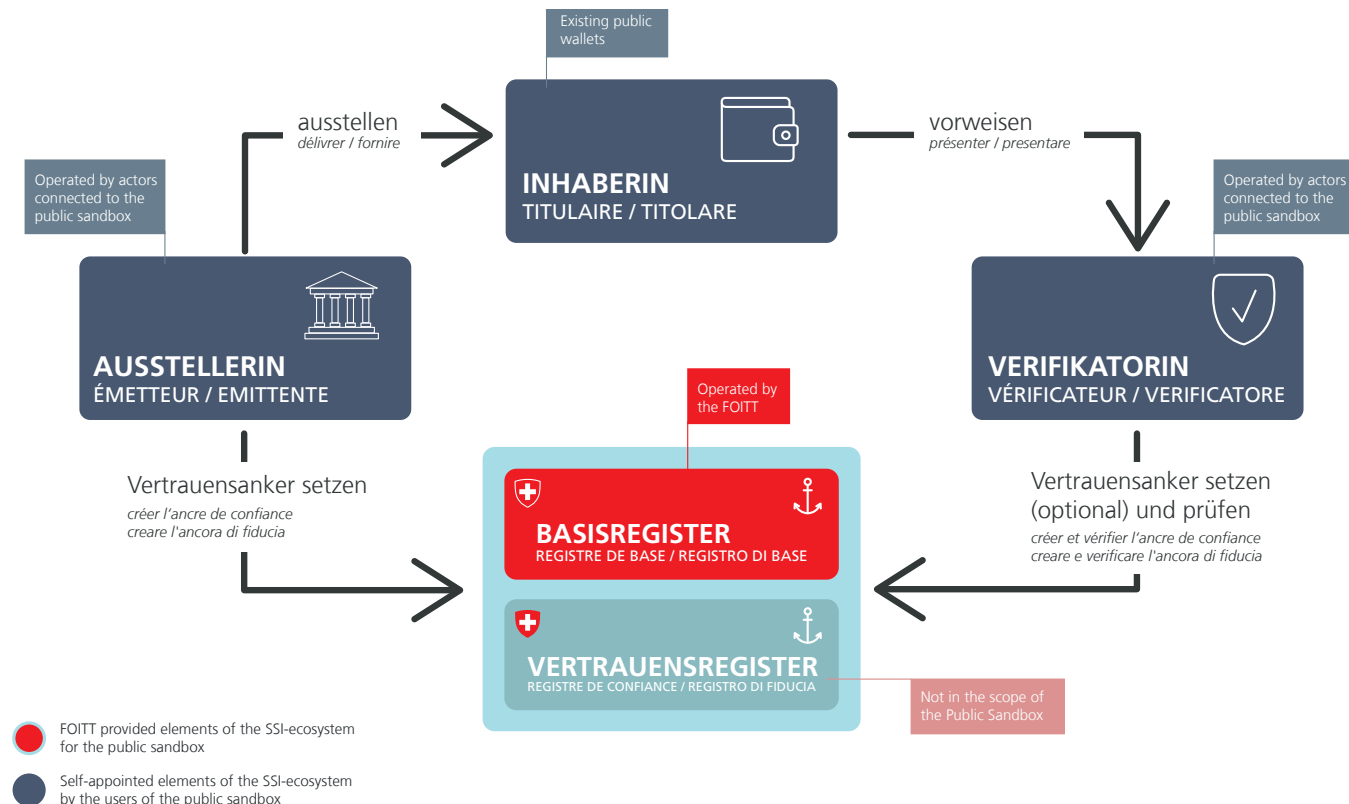 Existing public
wallets
ausstellen
délivrer / fornire
vorweisen
présenter / presentare
Operated by actors
connected to the
public sandbox
INHABERIN
TITULAIRE / TITOLARE
Operated by actors
connected to the
public sandbox
AUSSTELLERIN
ÉMETTEUR / EMITTENTE
VERIFIKATORIN
VÉRIFICATEUR / VERIFICATORE
Operated by
the FOITT
Vertrauensanker setzen
créer l’ancre de confiance
creare l'ancora di fiducia
Vertrauensanker setzen
(optional) und prüfen
créer et vérifier l’ancre de confiance
creare e verificare l'ancora di fiducia
BASISREGISTER
REGISTRE DE BASE / REGISTRO DI BASE
VERTRAUENSREGISTER
REGISTRE DE CONFIANCE / REGISTRO DI FIDUCIA
Not in the scope of
the Public Sandbox
FOITT provided elements of the SSI-ecosystem
for the public sandbox
Self-appointed elements of the SSI-ecosystem
by the users of the public sandbox